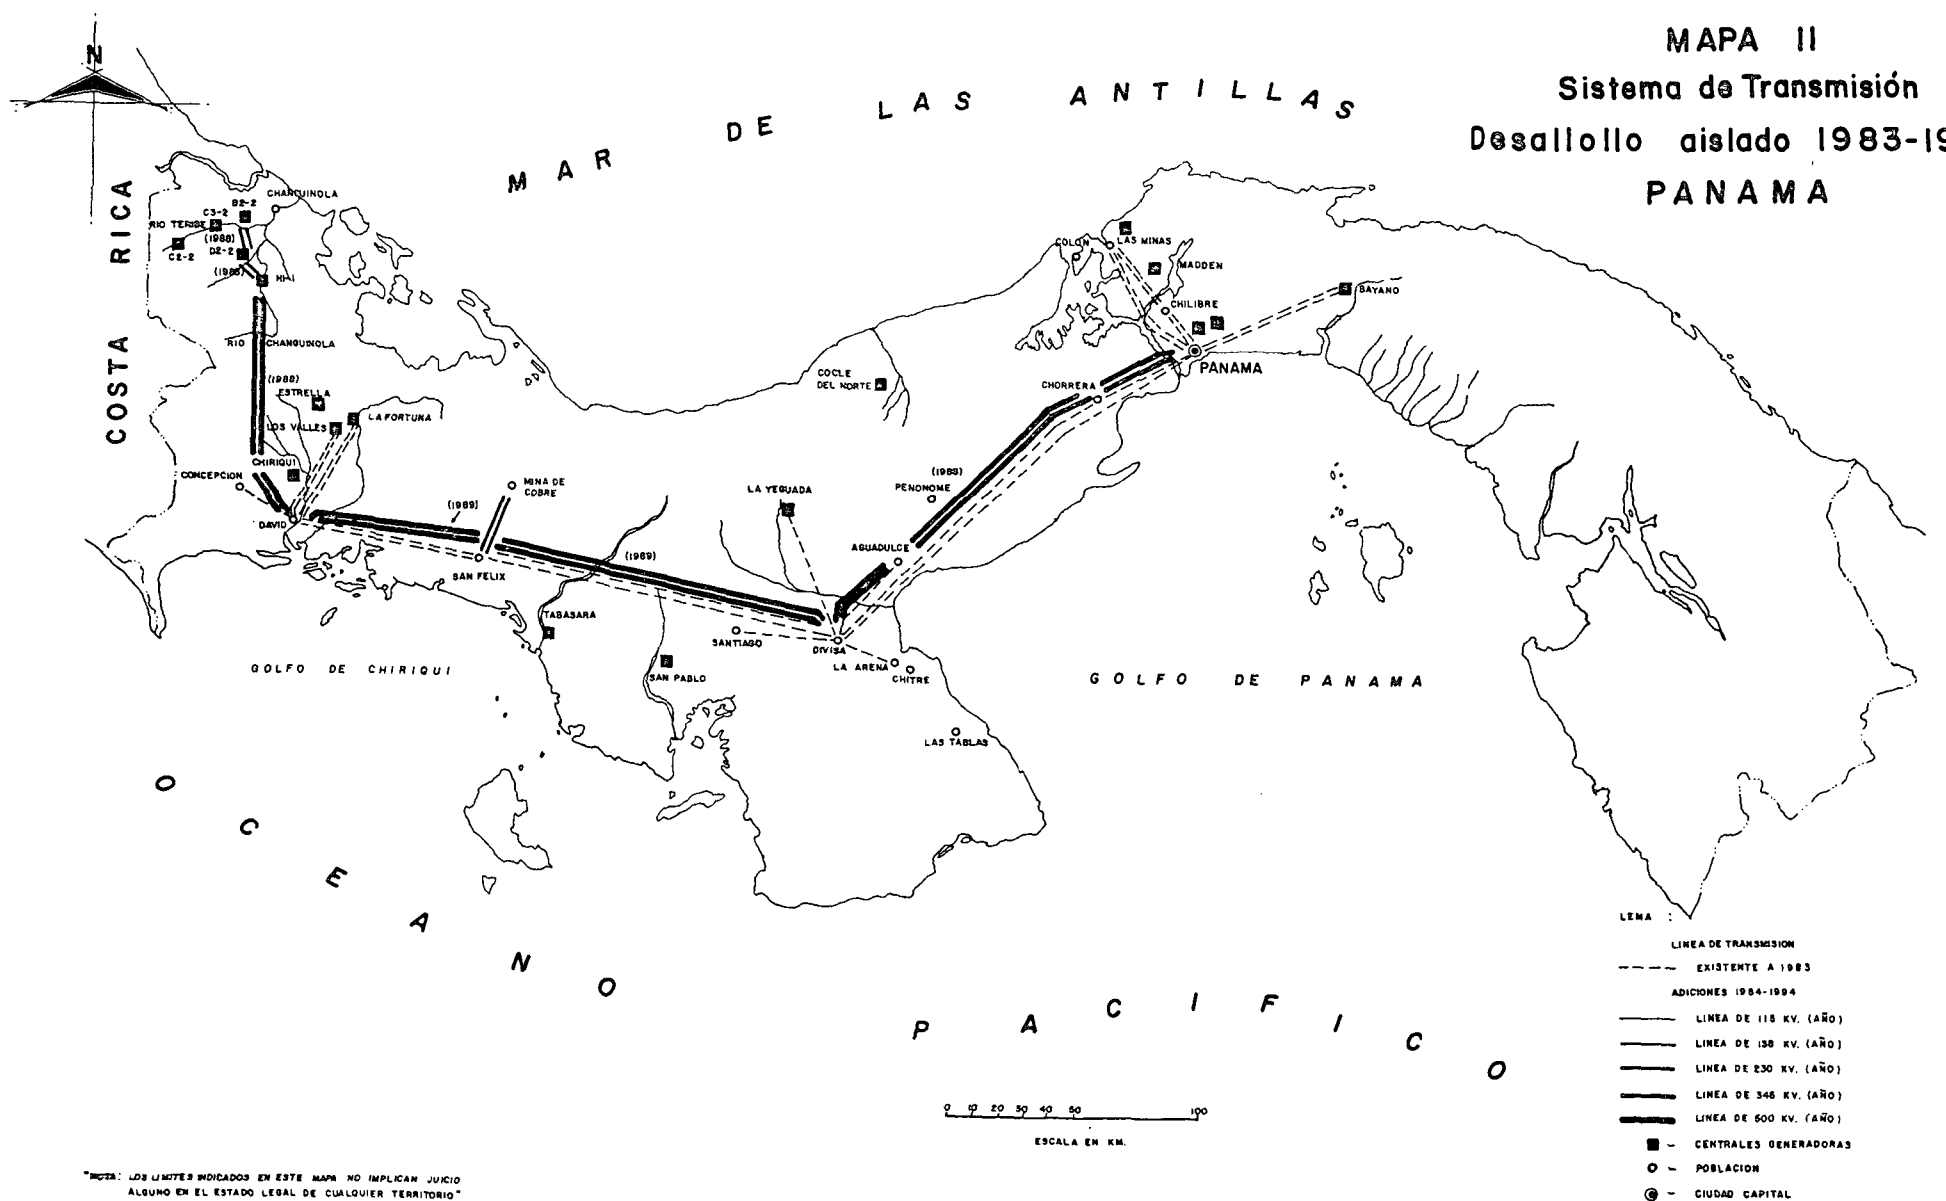 MAPA II
Sistema de Transmisión
Desallollo aislado 1983-19
PANAMA
N
MAR DE LAS ANTILLAS
COSTA RICA
CHANGUINOLA
B2-2
C3-2
RIO TERIBE
(1988)
C2-2
D2-2
RIO CHANGUINOLA
(1988)
ESTRELLA
LA FORTUNA
LOS VALLES
CHIRIQUI
CONCEPCION
DAVID
MINA DE
COBRE
(1989)
(1989)
SAN FELIX
TABASARA
SANTIAGO
SAN PABLO
LA YEGUADA
DIVISA
LA ARENA
CHITRE
LAS TABLAS
AGUADULCE
PENONOME
COCLE
DEL NORTE
CHORRERA
COLON
LAS MINAS
MADDEN
CHILIBRE
PANAMA
BAYANO
GOLFO DE CHIRIQUI
GOLFO DE PANAMA
OCEANO PACIFICO
LEMA :
LINEA DE TRANSMISION
EXISTENTE A 1983
ADICIONES 1984-1994
LINEA DE 115 KV. (AÑO)
LINEA DE 138 KV. (AÑO)
LINEA DE 230 KV. (AÑO)
LINEA DE 345 KV. (AÑO)
LINEA DE 500 KV. (AÑO)
- CENTRALES GENERADORAS
- POBLACION
- CIUDAD CAPITAL
0 10 20 30 40 50 100
ESCALA EN KM.
"NOTA: LOS LIMITES INDICADOS EN ESTE MAPA NO IMPLICAN JUICIO
ALGUNO EN EL ESTADO LEGAL DE CUALQUIER TERRITORIO"